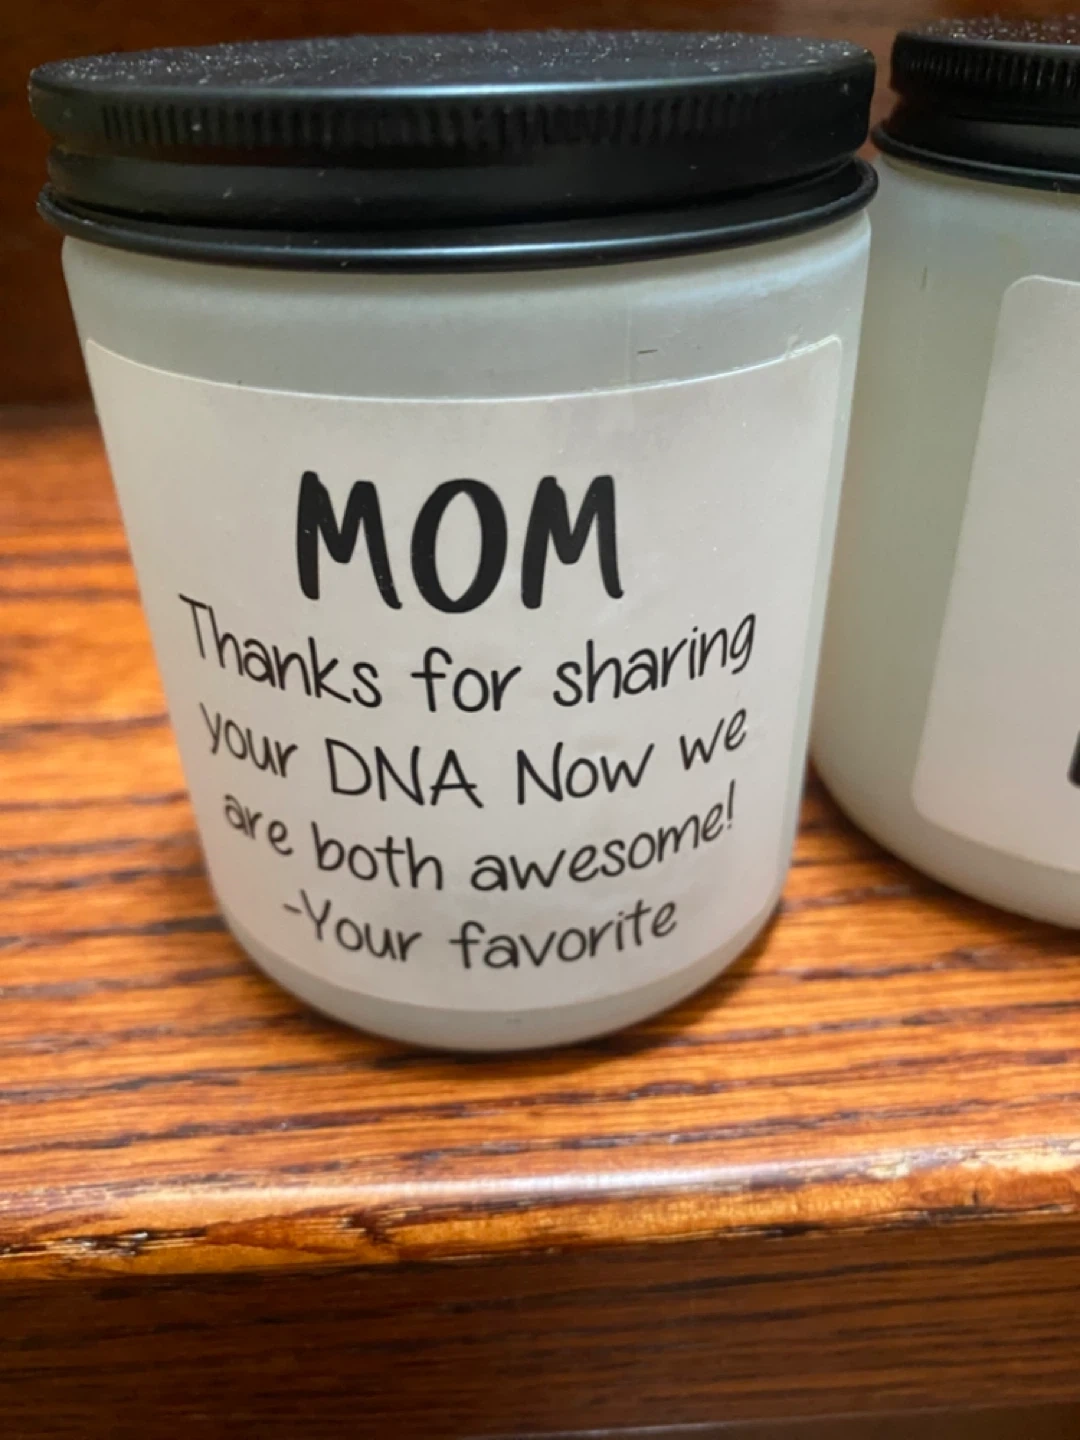 MOM
Thanks for sharing
your DNA Now we
are both awesome!
-Your favorite